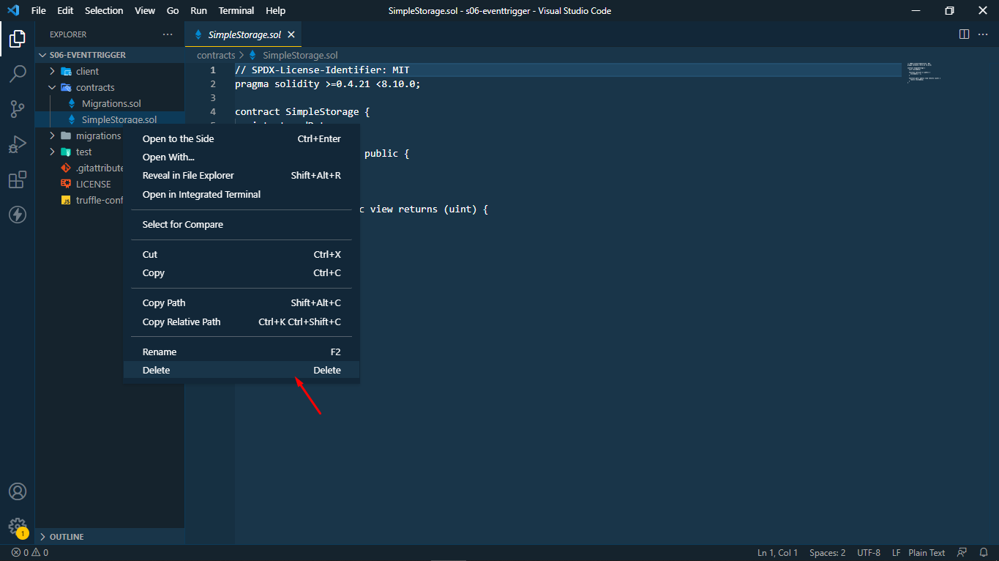 File Edit Selection View Go Run Terminal Help SimpleStorage.sol - s06-eventtrigger - Visual Studio Code
EXPLORER
S06-EVENTTRIGGER
client
contracts
Migrations.sol
SimpleStorage.sol
migrations
test
.gitattribute
LICENSE
JS truffle-conf
SimpleStorage.sol
contracts > SimpleStorage.sol
1 // SPDX-License-Identifier: MIT
2 pragma solidity >=0.4.21 <8.10.0;
3
4 contract SimpleStorage {
public {
c view returns (uint) {
Open to the Side Ctrl+Enter
Open With...
Reveal in File Explorer Shift+Alt+R
Open in Integrated Terminal
Select for Compare
Cut Ctrl+X
Copy Ctrl+C
Copy Path Shift+Alt+C
Copy Relative Path Ctrl+K Ctrl+Shift+C
Rename F2
Delete Delete
1
OUTLINE
0 0 Ln 1, Col 1 Spaces: 2 UTF-8 LF Plain Text